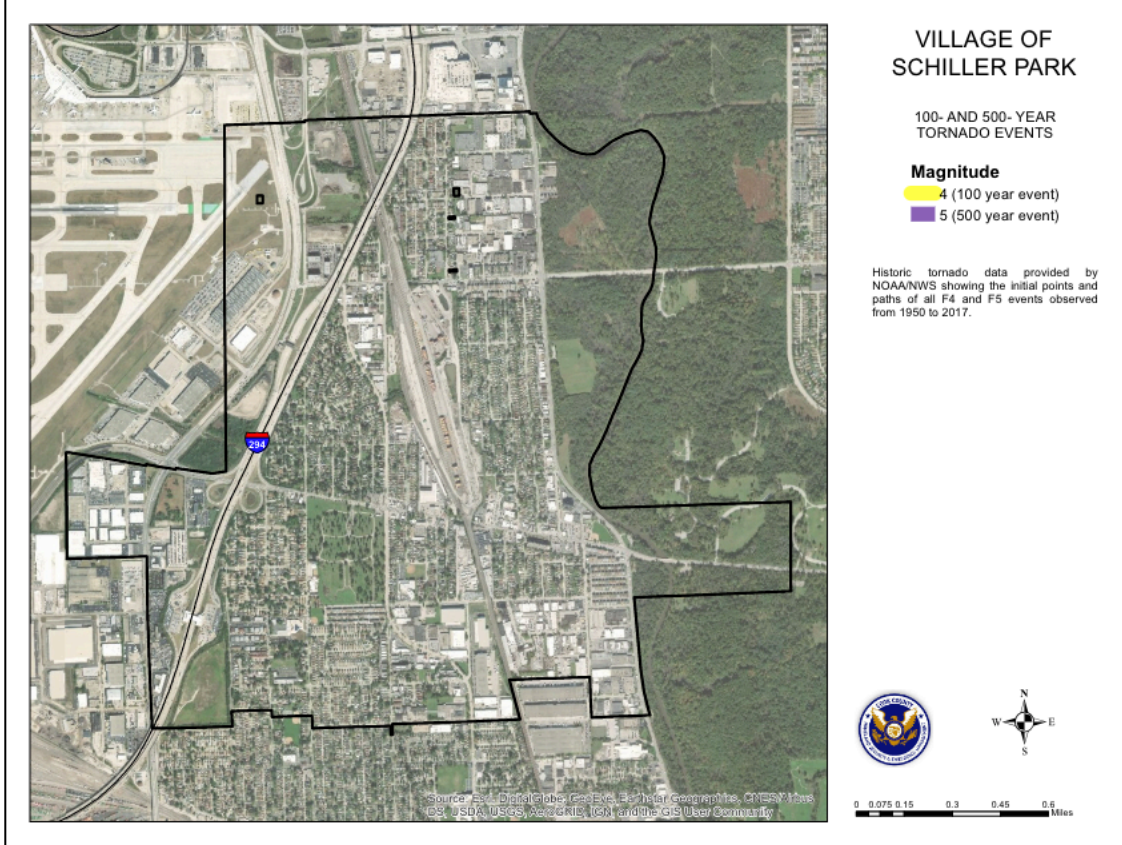 VILLAGE OF
SCHILLER PARK
100- AND 500- YEAR
TORNADO EVENTS
Magnitude
4 (100 year event)
5 (500 year event)
Historic tornado data provided by
NOAA/NWS showing the initial points and
paths of all F4 and F5 events observed
from 1950 to 2017.
294
COOK COUNTY
N
W E
S
0 0.075 0.15 0.3 0.45 0.6
Miles
Source: Esri, DigitalGlobe, GeoEye, Earthstar Geographics, CNES/Airbus
DS, USDA, USGS, AeroGRID, IGN, and the GIS User Community